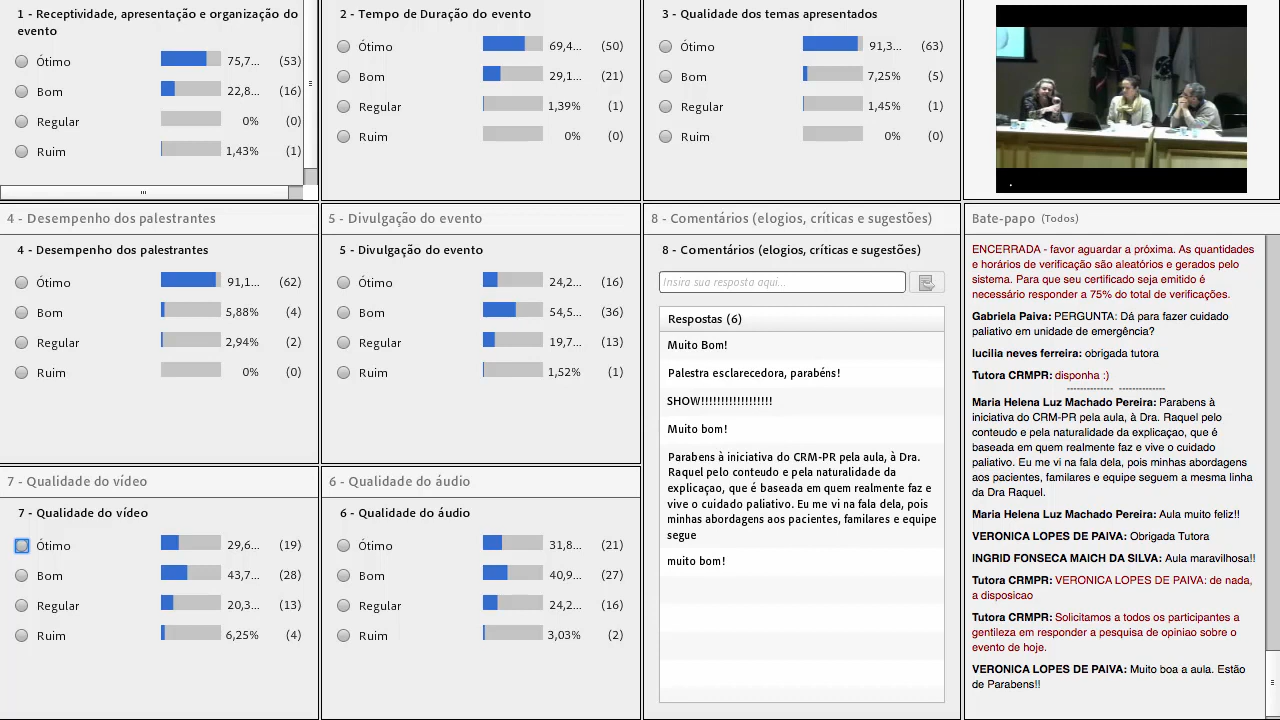 1 - Receptividade, apresentação e organização do
evento
Ótimo 75,7... (53)
Bom 22,8... (16)
Regular 0% (0)
Ruim 1,43% (1)
2 - Tempo de Duração do evento
Ótimo 69,4... (50)
Bom 29,1... (21)
Regular 1,39% (1)
Ruim 0% (0)
3 - Qualidade dos temas apresentados
Ótimo 91,3... (63)
Bom 7,25% (5)
Regular 1,45% (1)
Ruim 0% (0)
4 - Desempenho dos palestrantes
4 - Desempenho dos palestrantes
Ótimo 91,1... (62)
Bom 5,88% (4)
Regular 2,94% (2)
Ruim 0% (0)
5 - Divulgação do evento
5 - Divulgação do evento
Ótimo 24,2... (16)
Bom 54,5... (36)
Regular 19,7... (13)
Ruim 1,52% (1)
7 - Qualidade do vídeo
7 - Qualidade do vídeo
Ótimo 29,6... (19)
Bom 43,7... (28)
Regular 20,3... (13)
Ruim 6,25% (4)
6 - Qualidade do áudio
6 - Qualidade do áudio
Ótimo 31,8... (21)
Bom 40,9... (27)
Regular 24,2... (16)
Ruim 3,03% (2)
8 - Comentários (elogios, críticas e sugestões)
8 - Comentários (elogios, críticas e sugestões)
Insira sua resposta aqui...
Respostas (6)
Muito Bom!
Palestra esclarecedora, parabéns!
SHOW!!!!!!!!!!!!!!!!!!
Muito bom!
Parabens à iniciativa do CRM-PR pela aula, à Dra.
Raquel pelo conteudo e pela naturalidade da
explicaçao, que é baseada em quem realmente faz e
vive o cuidado paliativo. Eu me vi na fala dela, pois
minhas abordagens aos pacientes, familares e equipe
segue
muito bom!
Bate-papo (Todos)
ENCERRADA - favor aguardar a próxima. As quantidades
e horários de verificação são aleatórios e gerados pelo
sistema. Para que seu certificado seja emitido é
necessário responder a 75% do total de verificações.
Gabriela Paiva: PERGUNTA: Dá para fazer cuidado
paliativo em unidade de emergência?
lucilia neves ferreira: obrigada tutora
Tutora CRMPR: disponha :)
-------------- --------------
Maria Helena Luz Machado Pereira: Parabens à
iniciativa do CRM-PR pela aula, à Dra. Raquel pelo
conteudo e pela naturalidade da explicaçao, que é
baseada em quem realmente faz e vive o cuidado
paliativo. Eu me vi na fala dela, pois minhas abordagens
aos pacientes, familares e equipe seguem a mesma linha
da Dra Raquel.
Maria Helena Luz Machado Pereira: Aula muito feliz!!
VERONICA LOPES DE PAIVA: Obrigada Tutora
INGRID FONSECA MAICH DA SILVA: Aula maravilhosa!!
Tutora CRMPR: VERONICA LOPES DE PAIVA: de nada,
a disposicao
Tutora CRMPR: Solicitamos a todos os participantes a
gentileza em responder a pesquisa de opiniao sobre o
evento de hoje.
VERONICA LOPES DE PAIVA: Muito boa a aula. Estão
de Parabens!!